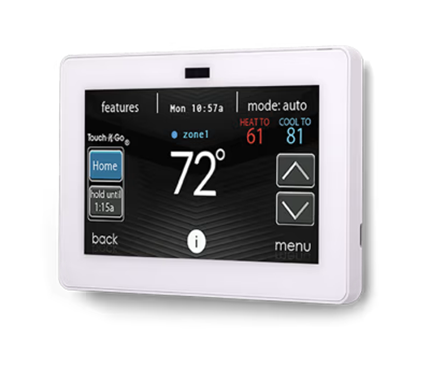 features
Mon 10:57a
mode: auto
Touch-n-Go®
zone1
HEAT TO
COOL TO
61
81
72°
Home
hold until
1:15a
back
i
menu